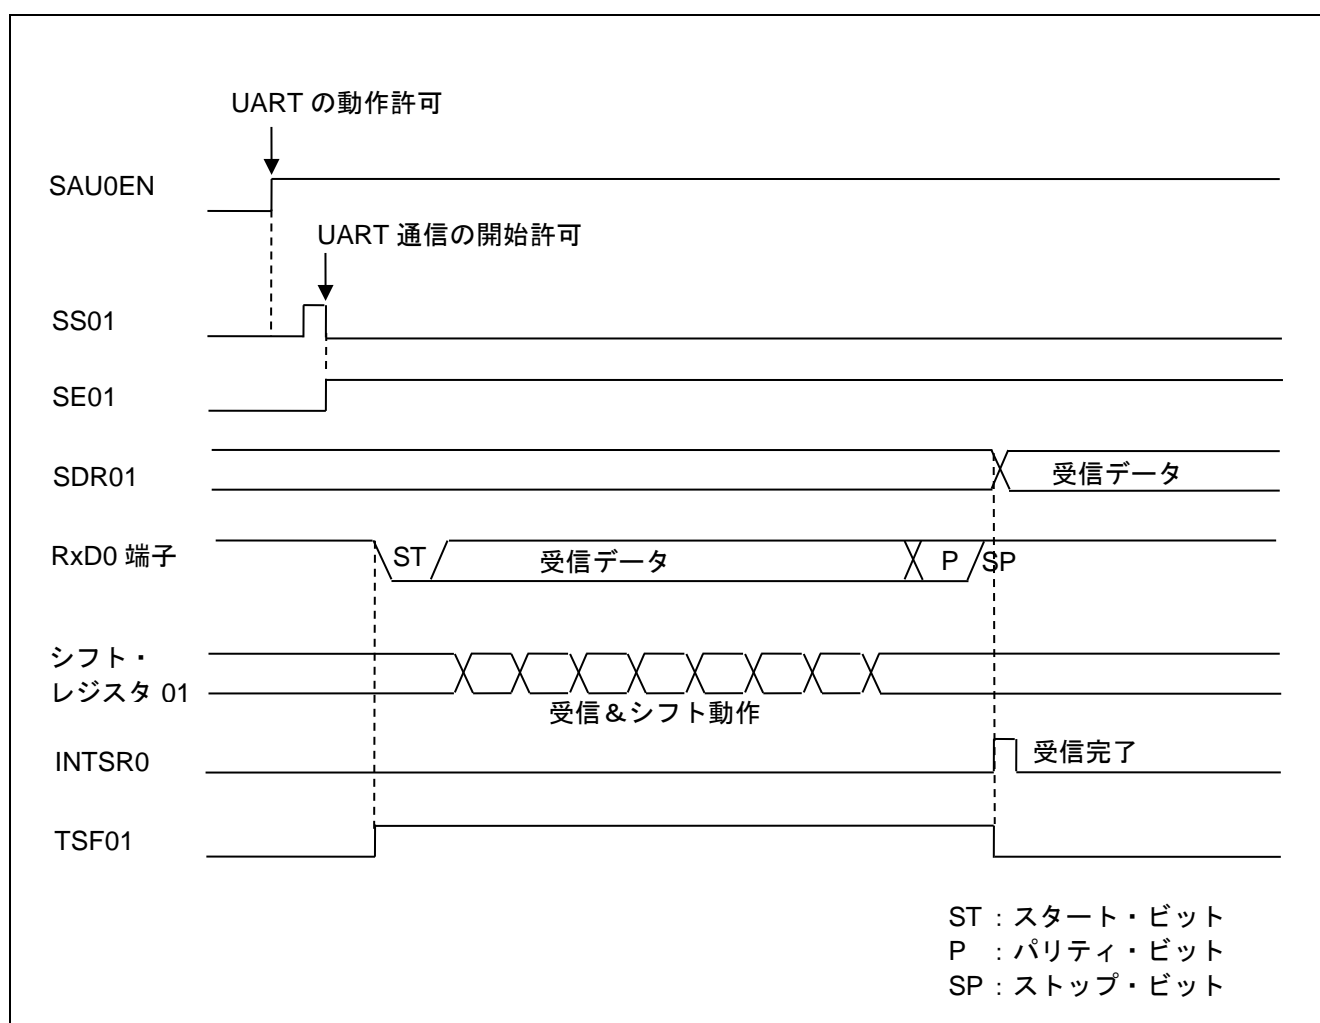 UART の動作許可
SAU0EN
UART 通信の開始許可
SS01
SE01
SDR01
受信データ
RxD0 端子
ST
受信データ
P
SP
シフト・
レジスタ 01
受信＆シフト動作
INTSR0
受信完了
TSF01
ST : スタート・ビット
P : パリティ・ビット
SP : ストップ・ビット